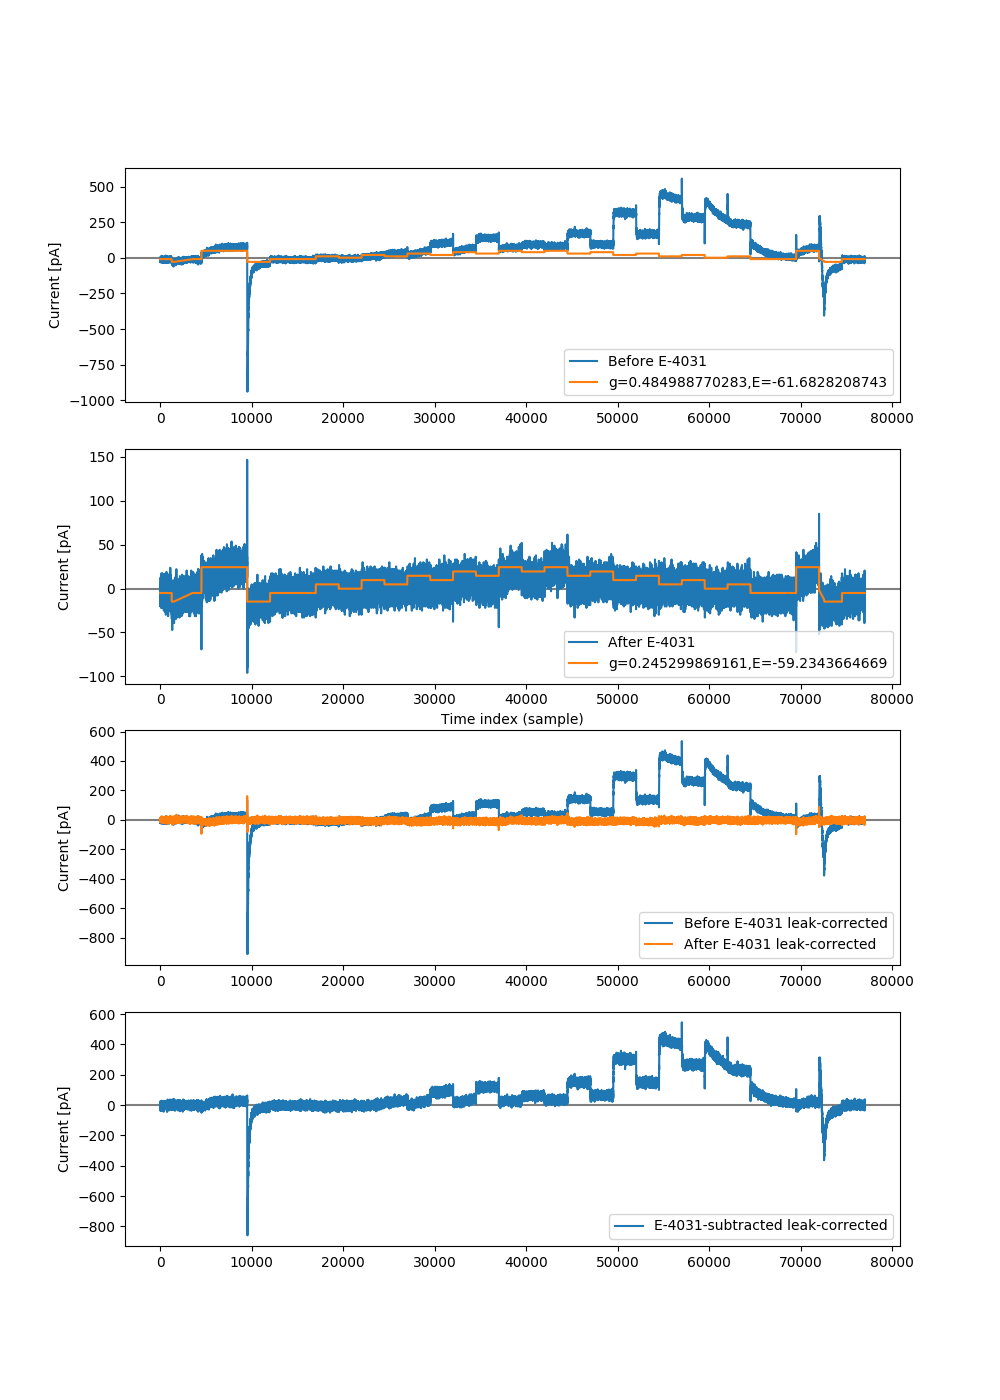 500
250
0
−250
−500
−750
−1000
Current [pA]
Before E-4031
g=0.484988770283,E=-61.6828208743
0 10000 20000 30000 40000 50000 60000 70000 80000
150
100
50
0
−50
−100
Current [pA]
After E-4031
g=0.245299869161,E=-59.2343664669
0 10000 20000 30000 40000 50000 60000 70000 80000
Time index (sample)
600
400
200
0
−200
−400
−600
−800
Current [pA]
Before E-4031 leak-corrected
After E-4031 leak-corrected
0 10000 20000 30000 40000 50000 60000 70000 80000
600
400
200
0
−200
−400
−600
−800
Current [pA]
E-4031-subtracted leak-corrected
0 10000 20000 30000 40000 50000 60000 70000 80000